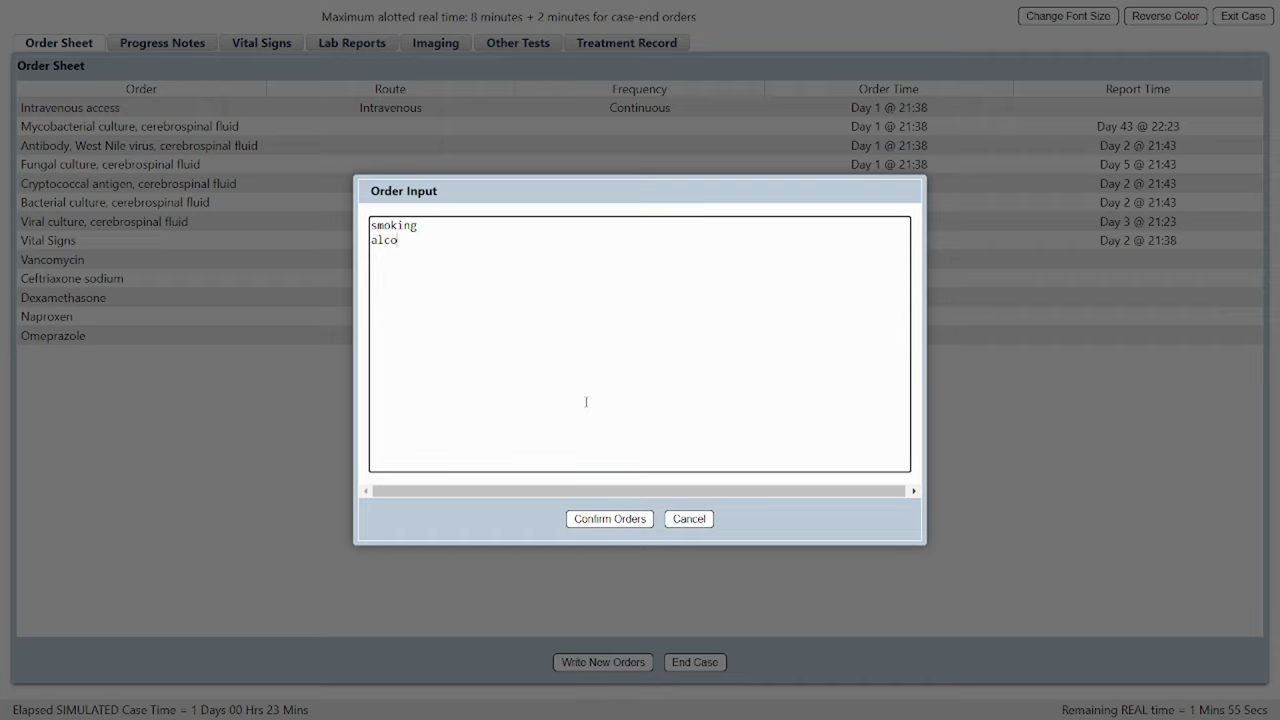 Maximum alotted real time: 8 minutes + 2 minutes for case-end orders
Change Font Size
Reverse Color
Exit Case
Order Sheet
Progress Notes
Vital Signs
Lab Reports
Imaging
Other Tests
Treatment Record
Order Sheet
Order Route Frequency Order Time Report Time
Intravenous access Intravenous Continuous Day 1 @ 21:38
Mycobacterial culture, cerebrospinal fluid Day 1 @ 21:38 Day 43 @ 22:23
Antibody, West Nile virus, cerebrospinal fluid Day 1 @ 21:38 Day 2 @ 21:43
Fungal culture, cerebrospinal fluid Day 1 @ 21:38 Day 5 @ 21:43
Cryptococcal antigen, cerebrospinal fluid Day 2 @ 21:43
Bacterial culture, cerebrospinal fluid Day 2 @ 21:43
Viral culture, cerebrospinal fluid Day 3 @ 21:23
Vital Signs Day 2 @ 21:38
Vancomycin
Ceftriaxone sodium
Dexamethasone
Naproxen
Omeprazole
Order Input
smoking
alco
Confirm Orders
Cancel
Write New Orders
End Case
Elapsed SIMULATED Case Time = 1 Days 00 Hrs 23 Mins
Remaining REAL time = 1 Mins 55 Secs